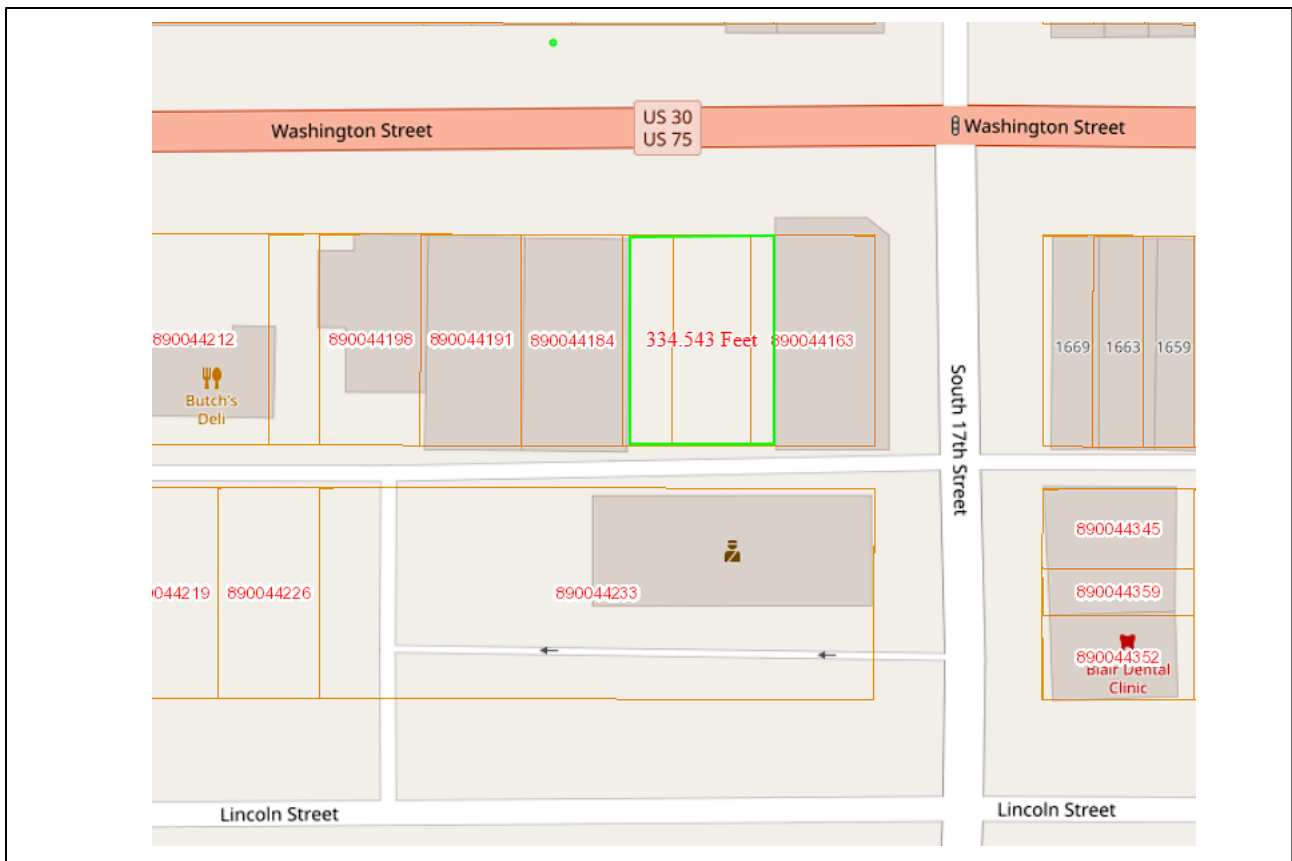 US 30
US 75
Washington Street
Washington Street
890044212
890044198
890044191
890044184
334.543 Feet
890044163
1669
1663
1659
Butch's
Deli
South 17th Street
890044345
044219
890044226
890044233
890044359
890044352
Blair Dental
Clinic
Lincoln Street
Lincoln Street